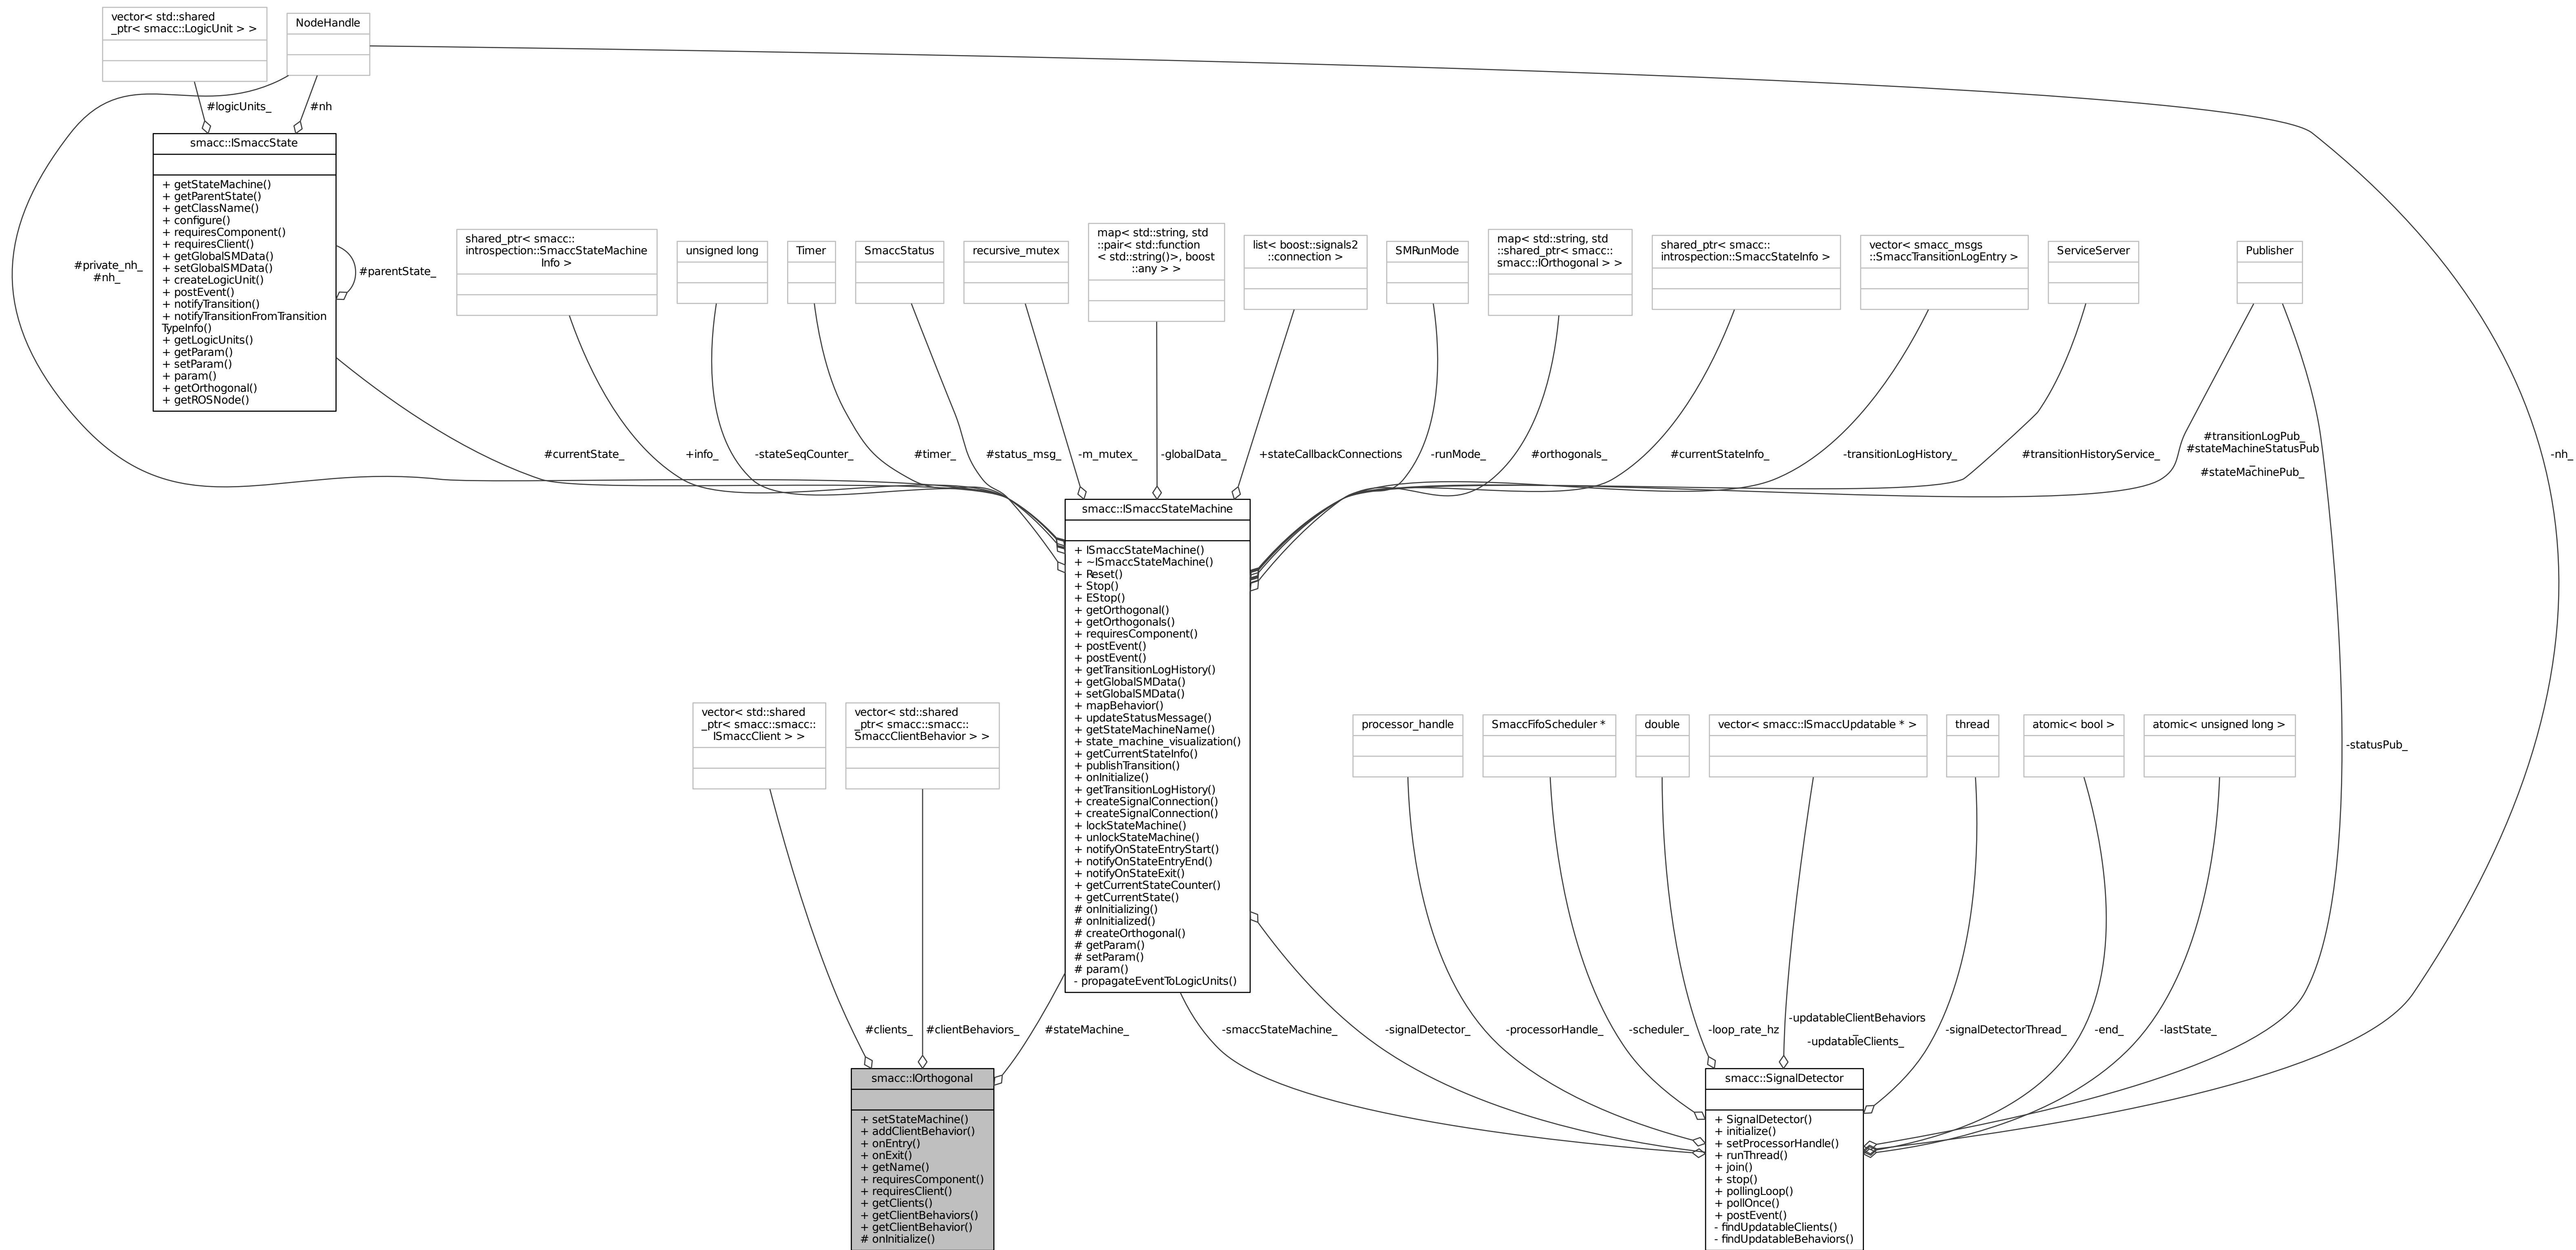 vector< std::shared
_ptr< smacc::LogicUnit > >
NodeHandle
#logicUnits_
#nh
smacc::ISmaccState
+ getStateMachine()
+ getParentState()
+ getClassName()
+ configure()
+ requiresComponent()
+ requiresClient()
+ getGlobalSMData()
+ setGlobalSMData()
+ createLogicUnit()
+ postEvent()
+ notifyTransition()
+ notifyTransitionFromTransition
TypeInfo()
+ getLogicUnits()
+ getParam()
+ setParam()
+ param()
+ getOrthogonal()
+ getROSNode()
#private_nh_
#nh_
#parentState_
shared_ptr< smacc::
introspection::SmaccStateMachine
Info >
unsigned long
Timer
SmaccStatus
recursive_mutex
map< std::string, std
::pair< std::function
< std::string()>, boost
::any > >
list< boost::signals2
::connection >
SMRunMode
map< std::string, std
::shared_ptr< smacc::
smacc::IOrthogonal > >
shared_ptr< smacc::
introspection::SmaccStateInfo >
vector< smacc_msgs
::SmaccTransitionLogEntry >
ServiceServer
Publisher
#currentState_
+info_
-stateSeqCounter_
#timer_
#status_msg_
-m_mutex_
-globalData_
+stateCallbackConnections
-runMode_
#orthogonals_
#currentStateInfo_
-transitionLogHistory_
#transitionHistoryService_
#transitionLogPub_
#stateMachineStatusPub
_
#stateMachinePub_
-nh_
smacc::ISmaccStateMachine
+ ISmaccStateMachine()
+ ~ISmaccStateMachine()
+ Reset()
+ Stop()
+ EStop()
+ getOrthogonal()
+ getOrthogonals()
+ requiresComponent()
+ postEvent()
+ postEvent()
+ getTransitionLogHistory()
+ getGlobalSMData()
+ setGlobalSMData()
+ mapBehavior()
+ updateStatusMessage()
+ getStateMachineName()
+ state_machine_visualization()
+ getCurrentStateInfo()
+ publishTransition()
+ onInitialize()
+ getTransitionLogHistory()
+ createSignalConnection()
+ createSignalConnection()
+ lockStateMachine()
+ unlockStateMachine()
+ notifyOnStateEntryStart()
+ notifyOnStateEntryEnd()
+ notifyOnStateExit()
+ getCurrentStateCounter()
+ getCurrentState()
# onInitializing()
# onInitialized()
# createOrthogonal()
# getParam()
# setParam()
# param()
- propagateEventToLogicUnits()
vector< std::shared
_ptr< smacc::smacc::
ISmaccClient > >
vector< std::shared
_ptr< smacc::smacc::
SmaccClientBehavior > >
processor_handle
SmaccFifoScheduler *
double
vector< smacc::ISmaccUpdatable * >
thread
atomic< bool >
atomic< unsigned long >
-statusPub_
#clients_
#clientBehaviors_
#stateMachine_
-smaccStateMachine_
-signalDetector_
-processorHandle_
-scheduler_
-loop_rate_hz
-updatableClientBehaviors
_
-updatableClients_
-signalDetectorThread_
-end_
-lastState_
smacc::IOrthogonal
+ setStateMachine()
+ addClientBehavior()
+ onEntry()
+ onExit()
+ getName()
+ requiresComponent()
+ requiresClient()
+ getClients()
+ getClientBehaviors()
+ getClientBehavior()
# onInitialize()
smacc::SignalDetector
+ SignalDetector()
+ initialize()
+ setProcessorHandle()
+ runThread()
+ join()
+ stop()
+ pollingLoop()
+ pollOnce()
+ postEvent()
- findUpdatableClients()
- findUpdatableBehaviors()